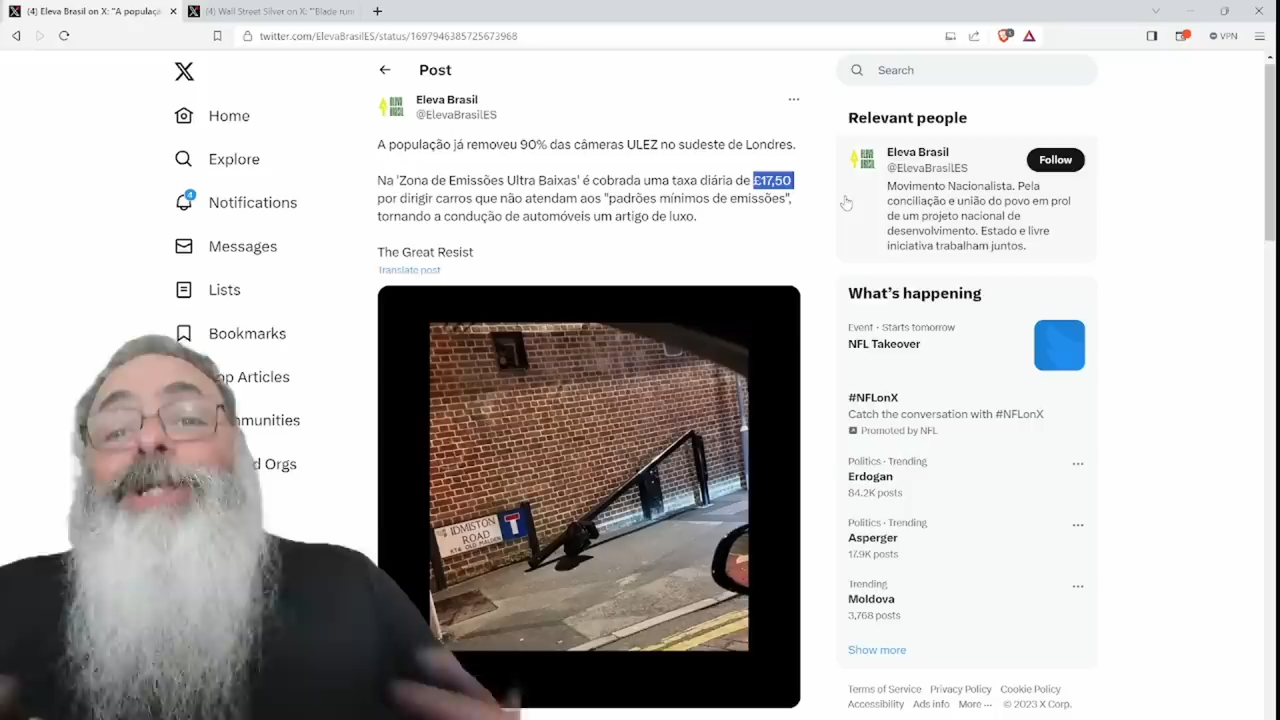 (4) Eleva Brasil on X: "A populaçã
(4) Wall Street Silver on X: "'Blade run
twitter.com/ElevaBrasilES/status/1697946385725673968
VPN
Home
Explore
4
Notifications
Messages
Lists
Bookmarks
op Articles
mmunities
d Orgs
Post
Eleva Brasil
@ElevaBrasilES
A população já removeu 90% das câmeras ULEZ no sudeste de Londres.
Na 'Zona de Emissões Ultra Baixas' é cobrada uma taxa diária de £17,50
por dirigir carros que não atendam aos "padrões mínimos de emissões",
tornando a condução de automóveis um artigo de luxo.
The Great Resist
Translate post
IDMISTON
ROAD
KT4 OLD MALDEN
Search
Relevant people
Eleva Brasil
@ElevaBrasilES
Follow
Movimento Nacionalista. Pela
conciliação e união do povo em prol
de um projeto nacional de
desenvolvimento. Estado e livre
iniciativa trabalham juntos.
What's happening
Event · Starts tomorrow
NFL Takeover
#NFLonX
Catch the conversation with #NFLonX
Promoted by NFL
Politics · Trending
Erdogan
84.2K posts
Politics · Trending
Asperger
17.9K posts
Trending
Moldova
3,768 posts
Show more
Terms of Service Privacy Policy Cookie Policy
Accessibility Ads info More ··· © 2023 X Corp.